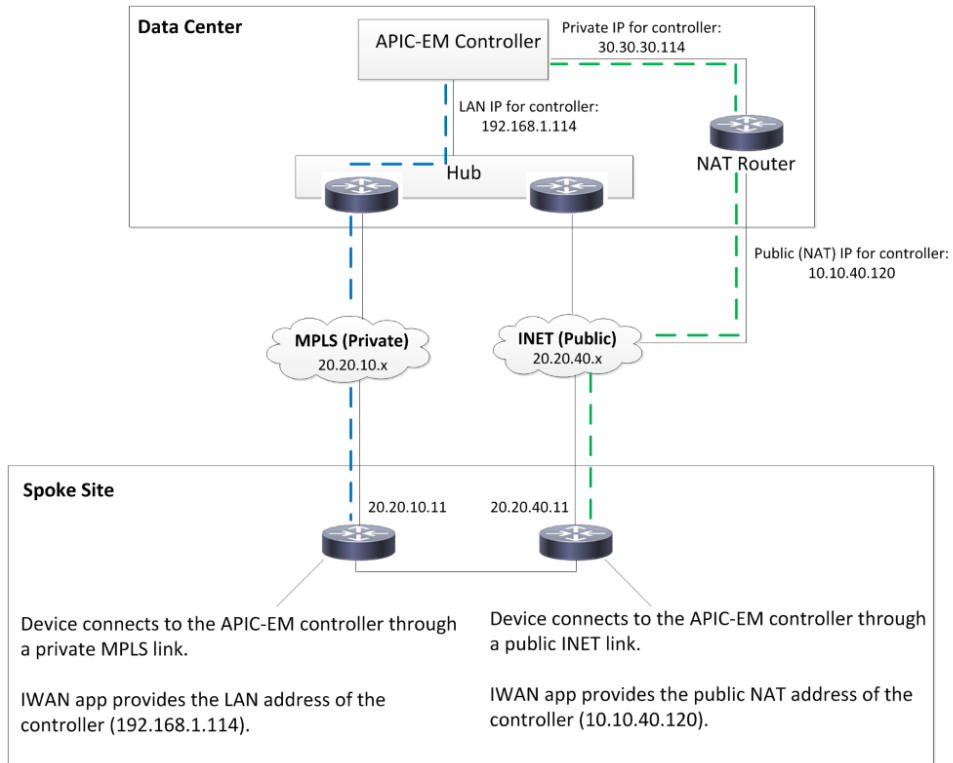 Data Center
APIC-EM Controller
Private IP for controller:
30.30.30.114
LAN IP for controller:
192.168.1.114
Hub
NAT Router
Public (NAT) IP for controller:
10.10.40.120
MPLS (Private)
20.20.10.x
INET (Public)
20.20.40.x
Spoke Site
20.20.10.11
20.20.40.11
Device connects to the APIC-EM controller through
a private MPLS link.
IWAN app provides the LAN address of the
controller (192.168.1.114).
Device connects to the APIC-EM controller through
a public INET link.
IWAN app provides the public NAT address of the
controller (10.10.40.120).